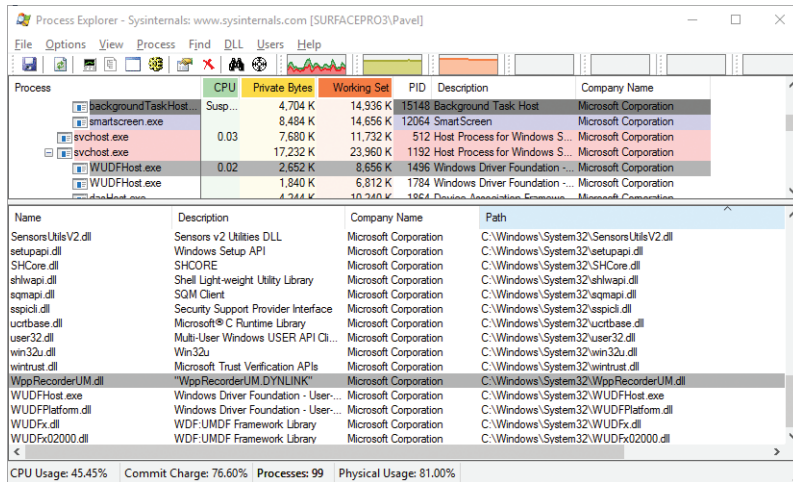 Process Explorer - Sysinternals: www.sysinternals.com [SURFACEPRO3\Pavel]
File Options View Process Find DLL Users Help
Process CPU Private Bytes Working Set PID Description Company Name
backgroundTaskHost... Susp... 4,704 K 14,936 K 15148 Background Task Host Microsoft Corporation
smartscreen.exe 8,484 K 14,656 K 12064 SmartScreen Microsoft Corporation
svchost.exe 0.03 7,680 K 11,732 K 512 Host Process for Windows S... Microsoft Corporation
svchost.exe 17,232 K 23,960 K 1192 Host Process for Windows S... Microsoft Corporation
WUDFHost.exe 0.02 2,652 K 8,656 K 1496 Windows Driver Foundation -... Microsoft Corporation
WUDFHost.exe 1,840 K 6,812 K 1784 Windows Driver Foundation -... Microsoft Corporation
dasHost.exe 4,244 K 10,240 K 1864 Device Association Framewo... Microsoft Corporation
Name Description Company Name Path
SensorsUtilsV2.dll Sensors v2 Utilities DLL Microsoft Corporation C:\Windows\System32\SensorsUtilsV2.dll
setupapi.dll Windows Setup API Microsoft Corporation C:\Windows\System32\setupapi.dll
SHCore.dll SHCORE Microsoft Corporation C:\Windows\System32\SHCore.dll
shlwapi.dll Shell Light-weight Utility Library Microsoft Corporation C:\Windows\System32\shlwapi.dll
sqmapi.dll SQM Client Microsoft Corporation C:\Windows\System32\sqmapi.dll
sspicli.dll Security Support Provider Interface Microsoft Corporation C:\Windows\System32\sspicli.dll
ucrtbase.dll Microsoft® C Runtime Library Microsoft Corporation C:\Windows\System32\ucrtbase.dll
user32.dll Multi-User Windows USER API Cli... Microsoft Corporation C:\Windows\System32\user32.dll
win32u.dll Win32u Microsoft Corporation C:\Windows\System32\win32u.dll
wintrust.dll Microsoft Trust Verification APIs Microsoft Corporation C:\Windows\System32\wintrust.dll
WppRecorderUM.dll "WppRecorderUM.DYNLINK" Microsoft Corporation C:\Windows\System32\WppRecorderUM.dll
WUDFHost.exe Windows Driver Foundation - User-... Microsoft Corporation C:\Windows\System32\WUDFHost.exe
WUDFPlatform.dll Windows Driver Foundation - User-... Microsoft Corporation C:\Windows\System32\WUDFPlatform.dll
WUDFx.dll WDF:UMDF Framework Library Microsoft Corporation C:\Windows\System32\WUDFx.dll
WUDFx02000.dll WDF:UMDF Framework Library Microsoft Corporation C:\Windows\System32\WUDFx02000.dll
CPU Usage: 45.45% Commit Charge: 76.60% Processes: 99 Physical Usage: 81.00%